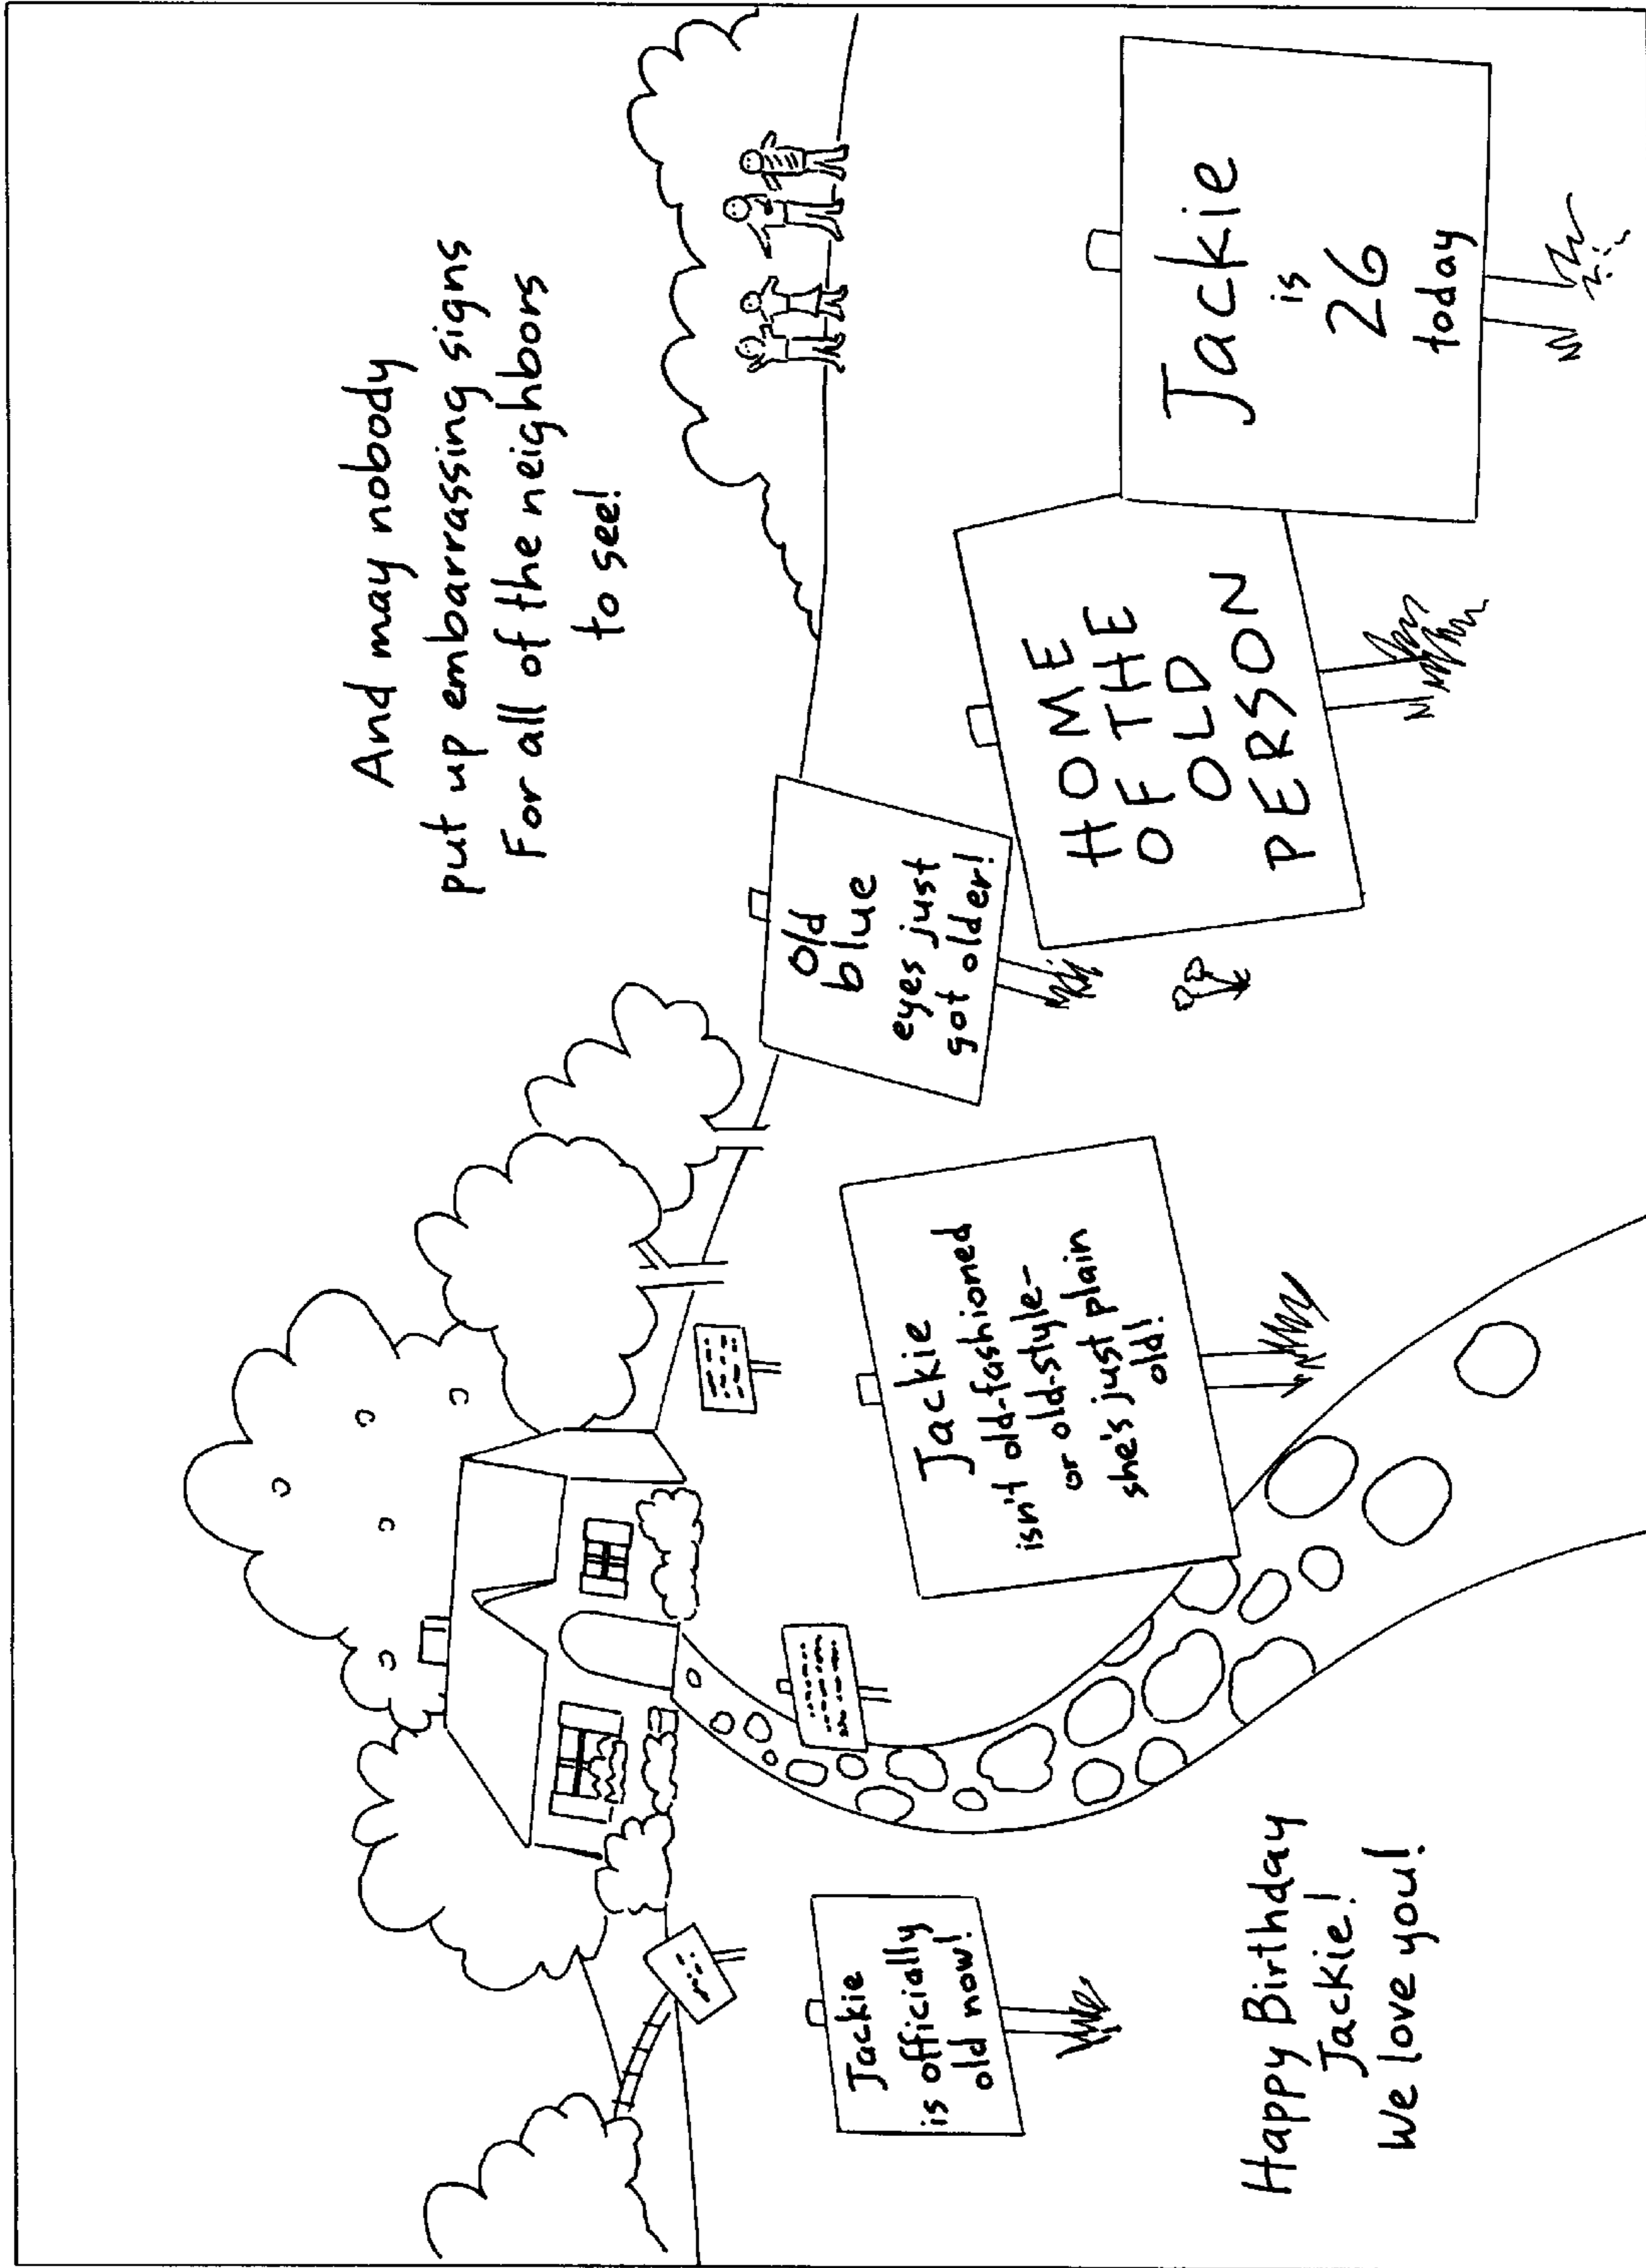 And may nobody
put up embarrassing signs
For all of the neighbors
to see!
Jackie
is officially
old now!
Jackie
isn't old-fashioned
or old-style-
she's just plain
old!
old
blue
eyes just
got older!
HOME
OF THE
OLD
PERSON
Jackie
is
26
today
Happy Birthday
Jackie!
We love you!